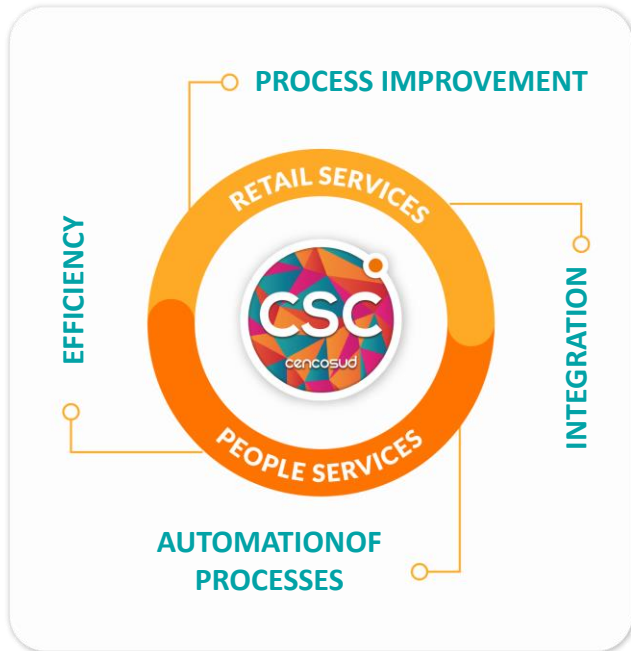 PROCESS IMPROVEMENT
RETAIL SERVICES
EFFICIENCY
CSC
cencosud
INTEGRATION
PEOPLE SERVICES
AUTOMATIONOF
PROCESSES